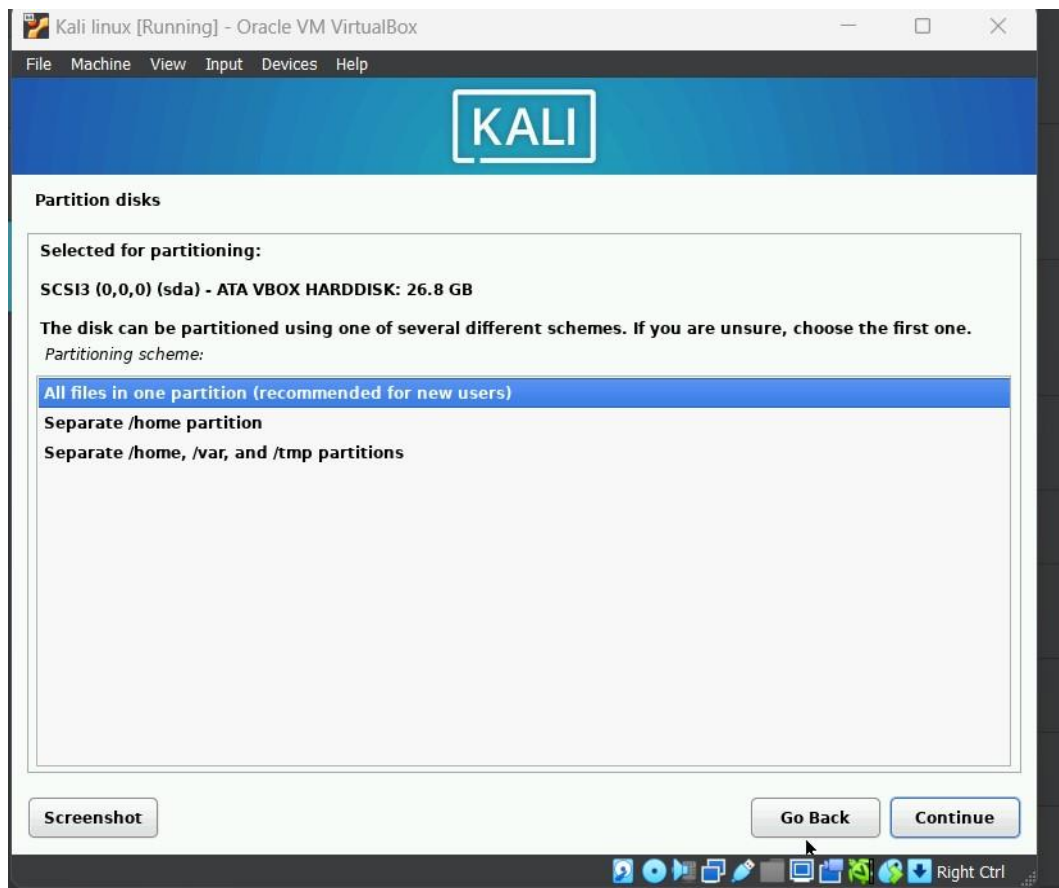 Kali linux [Running] - Oracle VM VirtualBox
File Machine View Input Devices Help
KALI
Partition disks
Selected for partitioning:
SCSI3 (0,0,0) (sda) - ATA VBOX HARDDISK: 26.8 GB
The disk can be partitioned using one of several different schemes. If you are unsure, choose the first one.
Partitioning scheme:
All files in one partition (recommended for new users)
Separate /home partition
Separate /home, /var, and /tmp partitions
Screenshot
Go Back
Continue
Right Ctrl